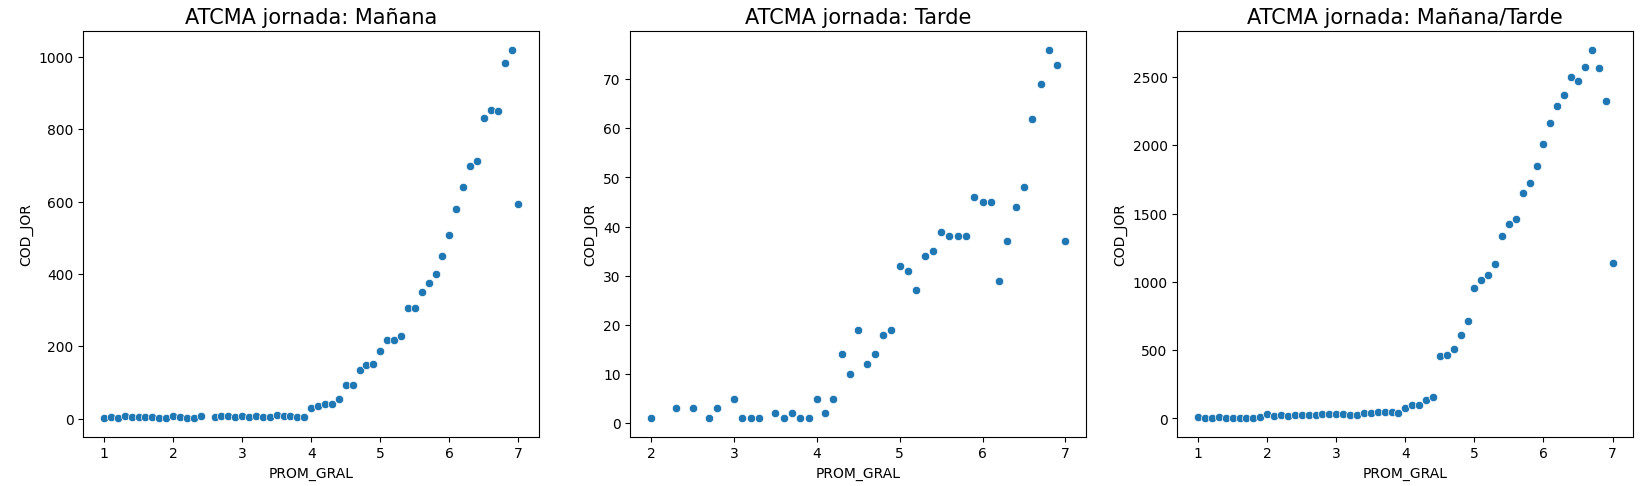 ATCMA jornada: Mañana
1000
800
600
400
200
0
COD_JOR
1 2 3 4 5 6 7
PROM_GRAL
ATCMA jornada: Tarde
70
60
50
40
30
20
10
0
COD_JOR
2 3 4 5 6 7
PROM_GRAL
ATCMA jornada: Mañana/Tarde
2500
2000
1500
1000
500
0
COD_JOR
1 2 3 4 5 6 7
PROM_GRAL